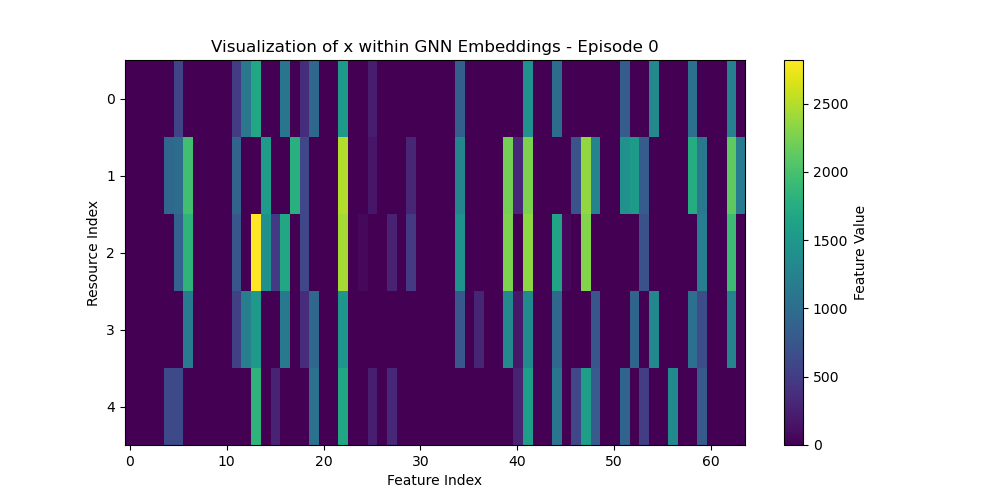 Visualization of x within GNN Embeddings - Episode 0
0
1
2
3
4
Resource Index
0 10 20 30 40 50 60
Feature Index
2500
2000
1500
1000
500
0
Feature Value